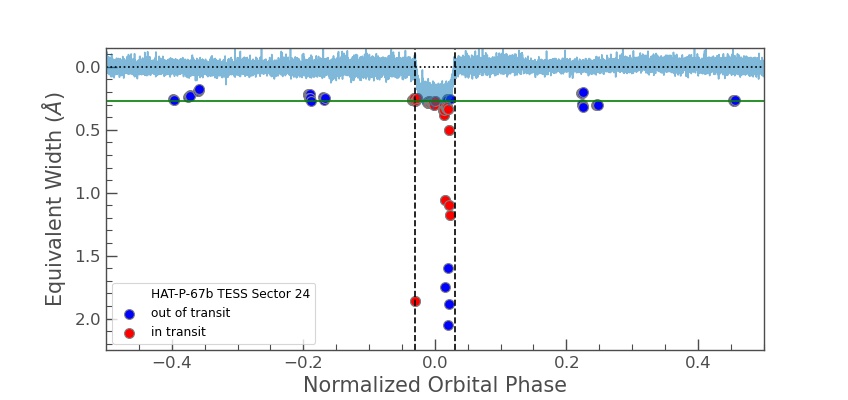 0.0
0.5
1.0
1.5
2.0
Equivalent Width (Å)
HAT-P-67b TESS Sector 24
out of transit
in transit
−0.4 −0.2 0.0 0.2 0.4
Normalized Orbital Phase